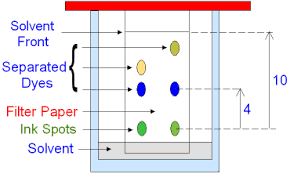 Solvent
Front
Separated
Dyes
Filter Paper
Ink Spots
Solvent
10
4